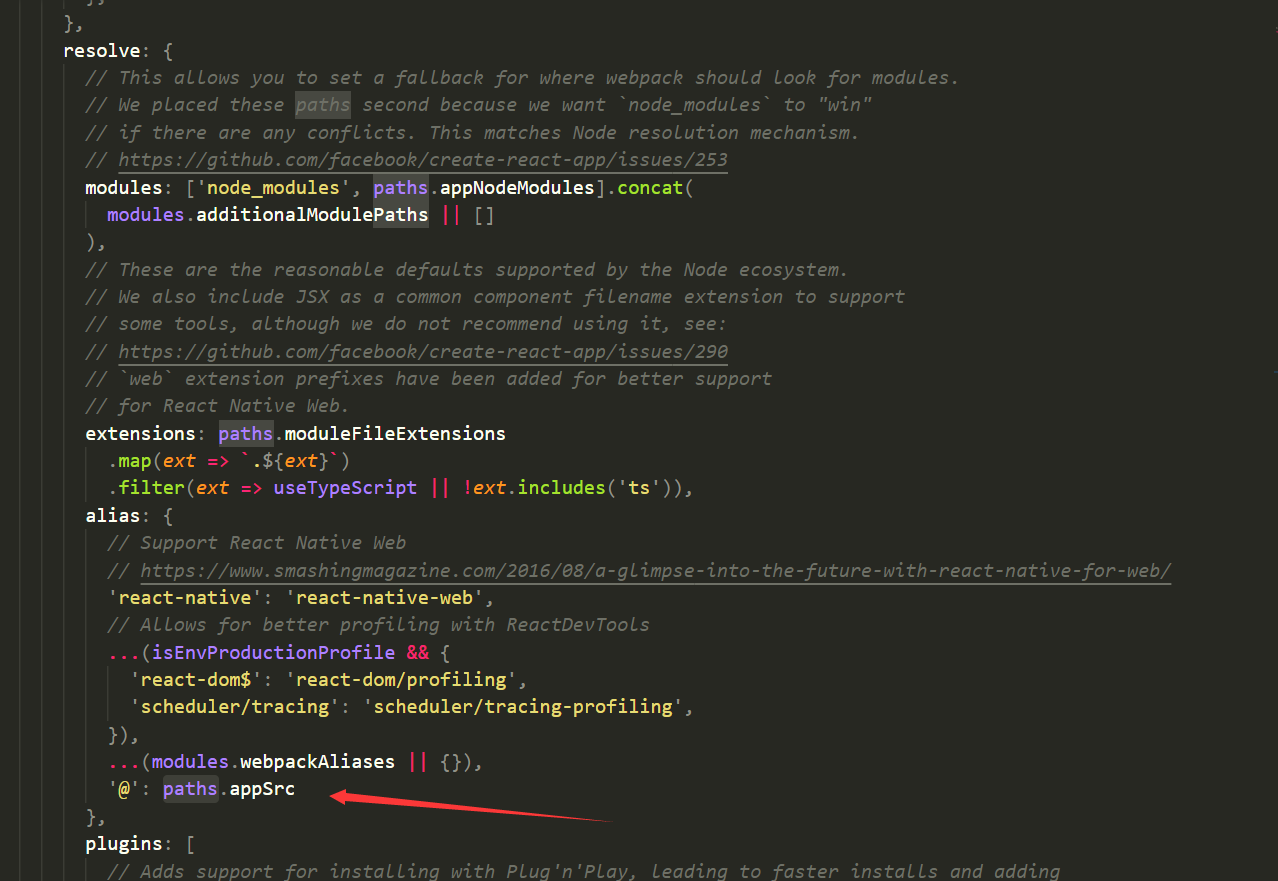 },
resolve: {
// This allows you to set a fallback for where webpack should look for modules.
// We placed these paths second because we want `node_modules` to "win"
// if there are any conflicts. This matches Node resolution mechanism.
// https://github.com/facebook/create-react-app/issues/253
modules: ['node_modules', paths.appNodeModules].concat(
modules.additionalModulePaths || []
),
// These are the reasonable defaults supported by the Node ecosystem.
// We also include JSX as a common component filename extension to support
// some tools, although we do not recommend using it, see:
// https://github.com/facebook/create-react-app/issues/290
// `web` extension prefixes have been added for better support
// for React Native Web.
extensions: paths.moduleFileExtensions
.map(ext => `.${ext}`)
.filter(ext => useTypeScript || !ext.includes('ts')),
alias: {
// Support React Native Web
// https://www.smashingmagazine.com/2016/08/a-glimpse-into-the-future-with-react-native-for-web/
'react-native': 'react-native-web',
// Allows for better profiling with ReactDevTools
...(isEnvProductionProfile && {
'react-dom$': 'react-dom/profiling',
'scheduler/tracing': 'scheduler/tracing-profiling',
}),
...(modules.webpackAliases || {}),
'@': paths.appSrc
},
plugins: [
// Adds support for installing with Plug'n'Play, leading to faster installs and adding